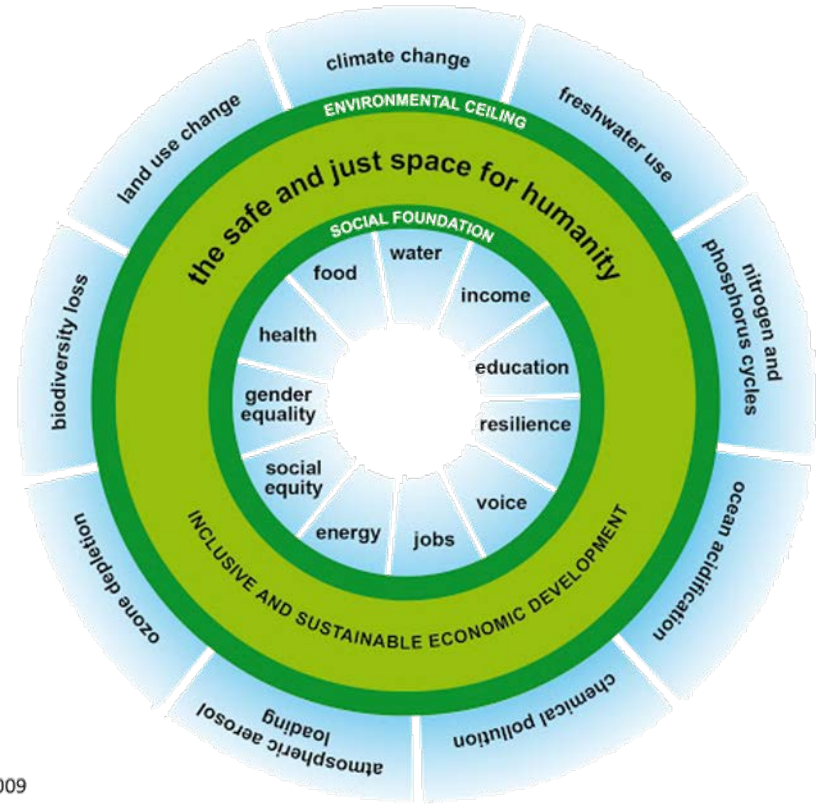 climate change
freshwater use
nitrogen and
phosphorus cycles
ocean acidification
chemical pollution
atmospheric aerosol
loading
ozone depletion
biodiversity loss
land use change
ENVIRONMENTAL CEILING
the safe and just space for humanity
SOCIAL FOUNDATION
water
income
education
resilience
voice
jobs
energy
social
equity
gender
equality
health
food
INCLUSIVE AND SUSTAINABLE ECONOMIC DEVELOPMENT
009